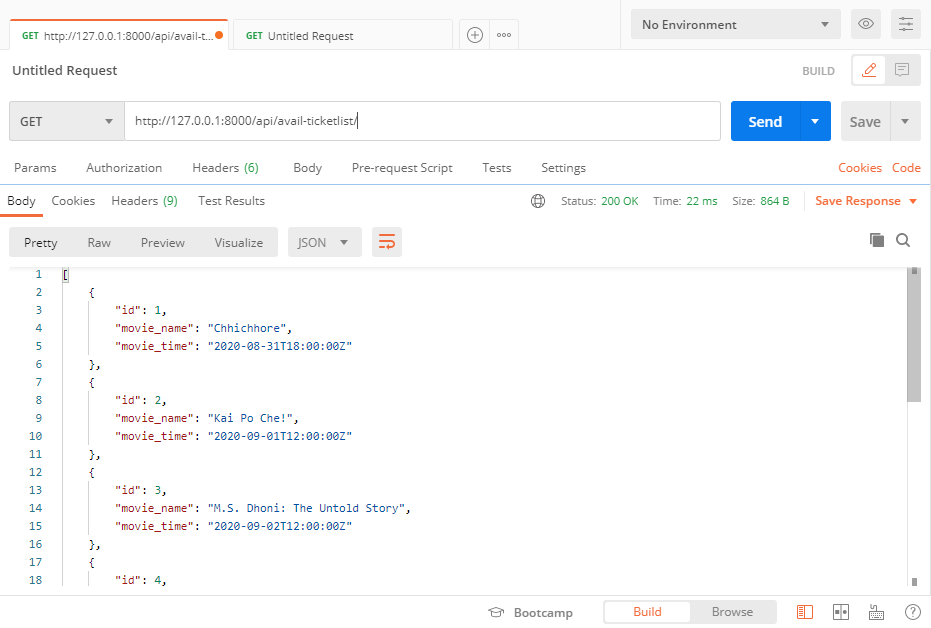 GET http://127.0.0.1:8000/api/avail-t... GET Untitled Request No Environment
Untitled Request BUILD
GET http://127.0.0.1:8000/api/avail-ticketlist/ Send Save
Params Authorization Headers (6) Body Pre-request Script Tests Settings Cookies Code
Body Cookies Headers (9) Test Results Status: 200 OK Time: 22 ms Size: 864 B Save Response
Pretty Raw Preview Visualize JSON
1 [
2 {
3 "id": 1,
4 "movie_name": "Chhichhore",
5 "movie_time": "2020-08-31T18:00:00Z"
6 },
7 {
8 "id": 2,
9 "movie_name": "Kai Po Che!",
10 "movie_time": "2020-09-01T12:00:00Z"
11 },
12 {
13 "id": 3,
14 "movie_name": "M.S. Dhoni: The Untold Story",
15 "movie_time": "2020-09-02T12:00:00Z"
16 },
17 {
18 "id": 4,
Bootcamp Build Browse